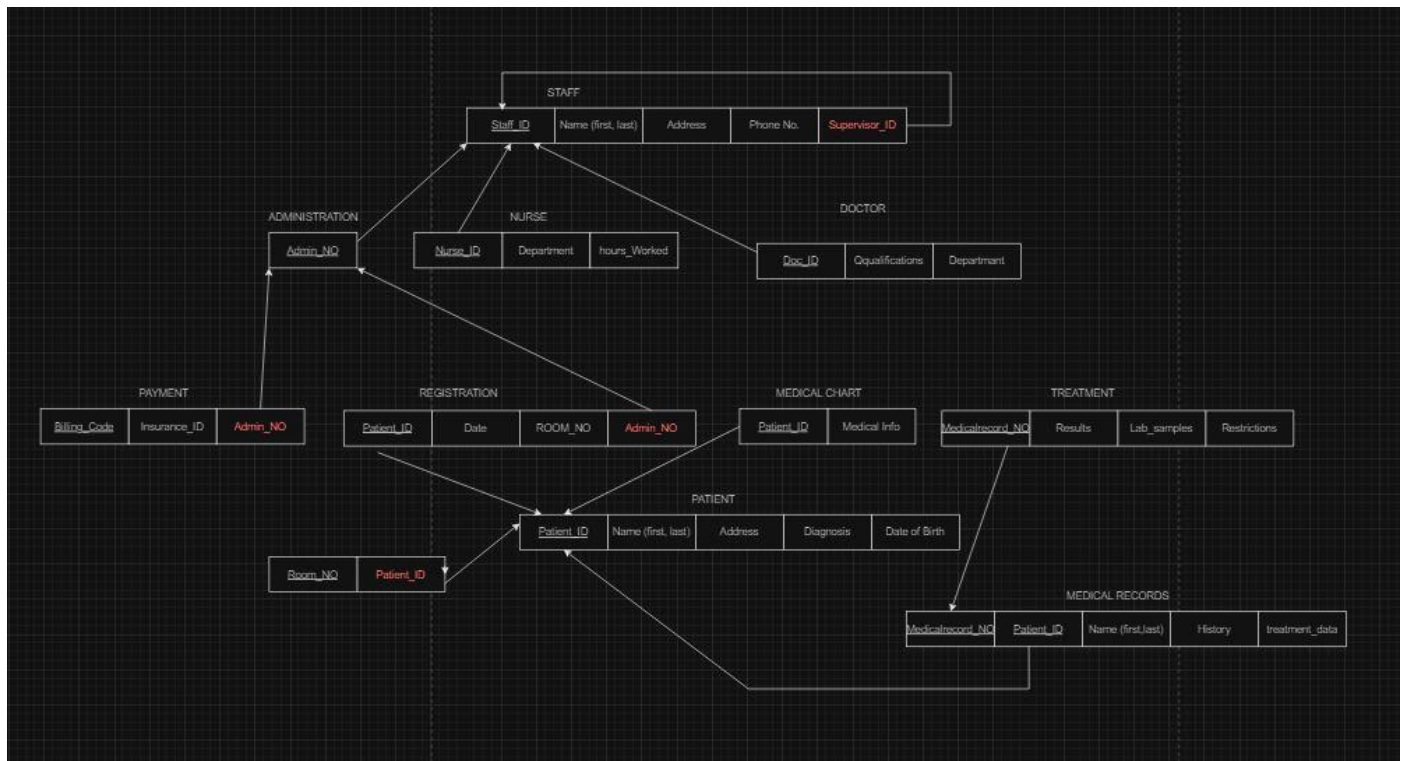 STAFF
Staff_ID Name (first, last) Address Phone No. Supervisor_ID
ADMINISTRATION
Admin_NO
NURSE
Nurse_ID Department hours_Worked
DOCTOR
Doc_ID Qqualifications Departmant
PAYMENT
Billing_Code Insurance_ID Admin_NO
REGISTRATION
Patient_ID Date ROOM_NO Admin_NO
MEDICAL CHART
Patient_ID Medical Info
TREATMENT
Medicalrecord_NO Results Lab_samples Restrictions
PATIENT
Patient_ID Name (first, last) Address Diagnosis Date of Birth
Room_NO Patient_ID
MEDICAL RECORDS
Medicalrecord_NO Patient_ID Name (first,last) History treatment_data